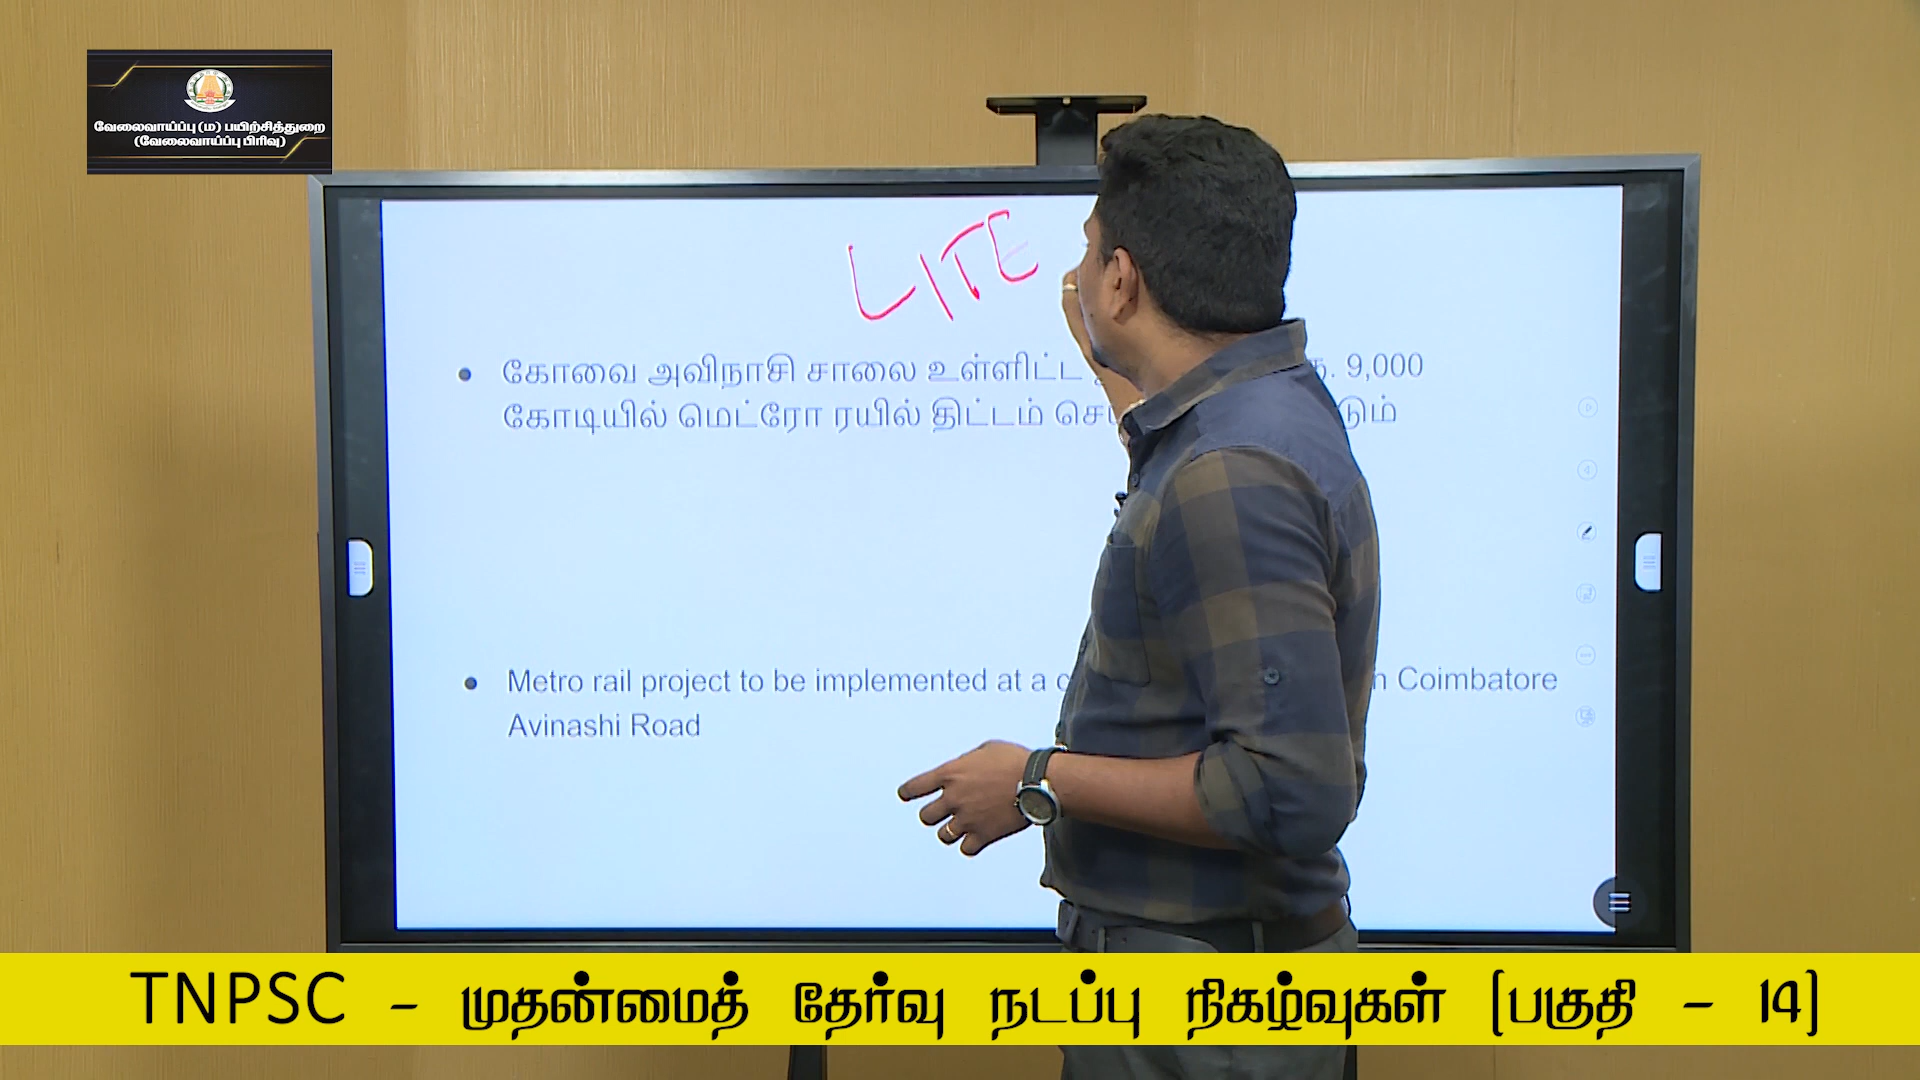 வேலைவாய்ப்பு (ம) பயிற்சித்துறை
(வேலைவாய்ப்பு பிரிவு)
LITE
• கோவை அவிநாசி சாலை உள்ளிட்ட ரூ. 9,000
கோடியில் மெட்ரோ ரயில் திட்டம்
• Metro rail project to be implemented at a Coimbatore
Avinashi Road
TNPSC - முதன்மைத் தேர்வு நடப்பு நிகழ்வுகள் (பகுதி - 14)